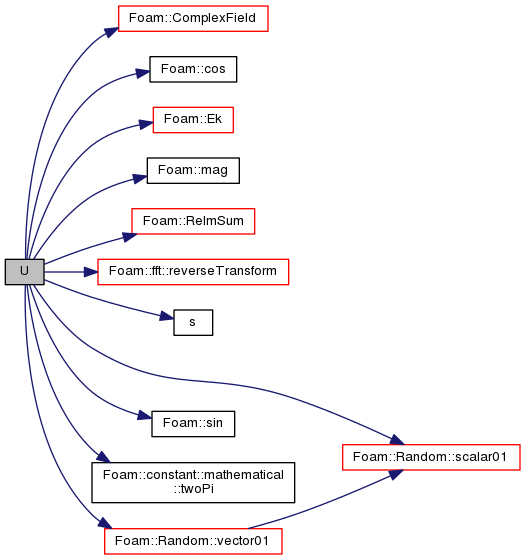 Foam::ComplexField
Foam::cos
Foam::Ek
Foam::mag
Foam::ReImSum
U
Foam::fft::reverseTransform
s
Foam::sin
Foam::Random::scalar01
Foam::constant::mathematical
::twoPi
Foam::Random::vector01